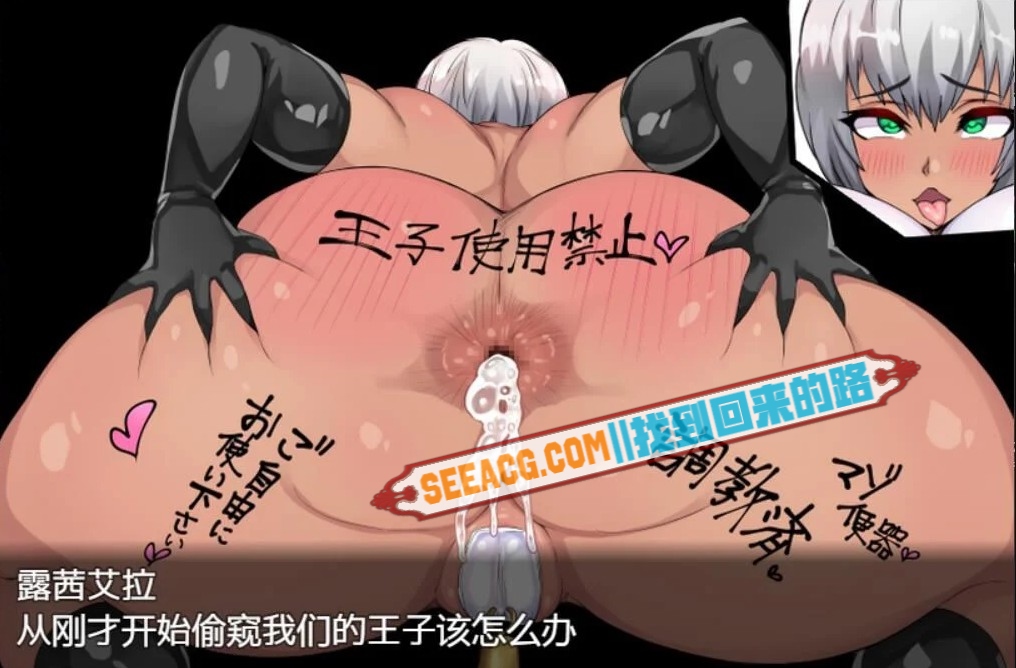 王子使用禁止♡
ご自由に
お使い下さい
調教済
マゾ
便器
SEEACG.COM||找到回来的路
露茜艾拉
从刚才开始偷窥我们的王子该怎么办